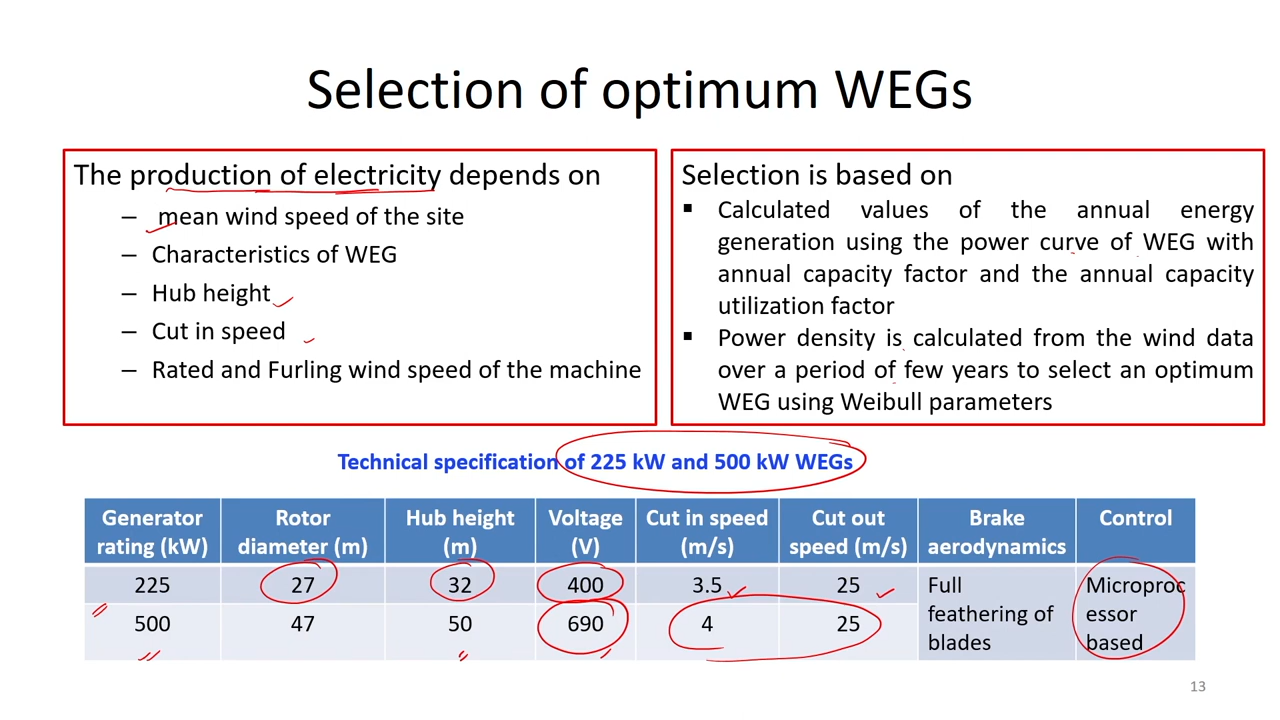 Selection of optimum WEGs
The production of electricity depends on
– mean wind speed of the site
– Characteristics of WEG
– Hub height
– Cut in speed
– Rated and Furling wind speed of the machine
Selection is based on
▪ Calculated values of the annual energy
generation using the power curve of WEG with
annual capacity factor and the annual capacity
utilization factor
▪ Power density is calculated from the wind data
over a period of few years to select an optimum
WEG using Weibull parameters
Technical specification of 225 kW and 500 kW WEGs
Generator rating (kW) Rotor diameter (m) Hub height (m) Voltage (V) Cut in speed (m/s) Cut out speed (m/s) Brake aerodynamics Control
225 27 32 400 3.5 25 Full Microproc
feathering of essor
500 47 50 690 4 25
blades based
13